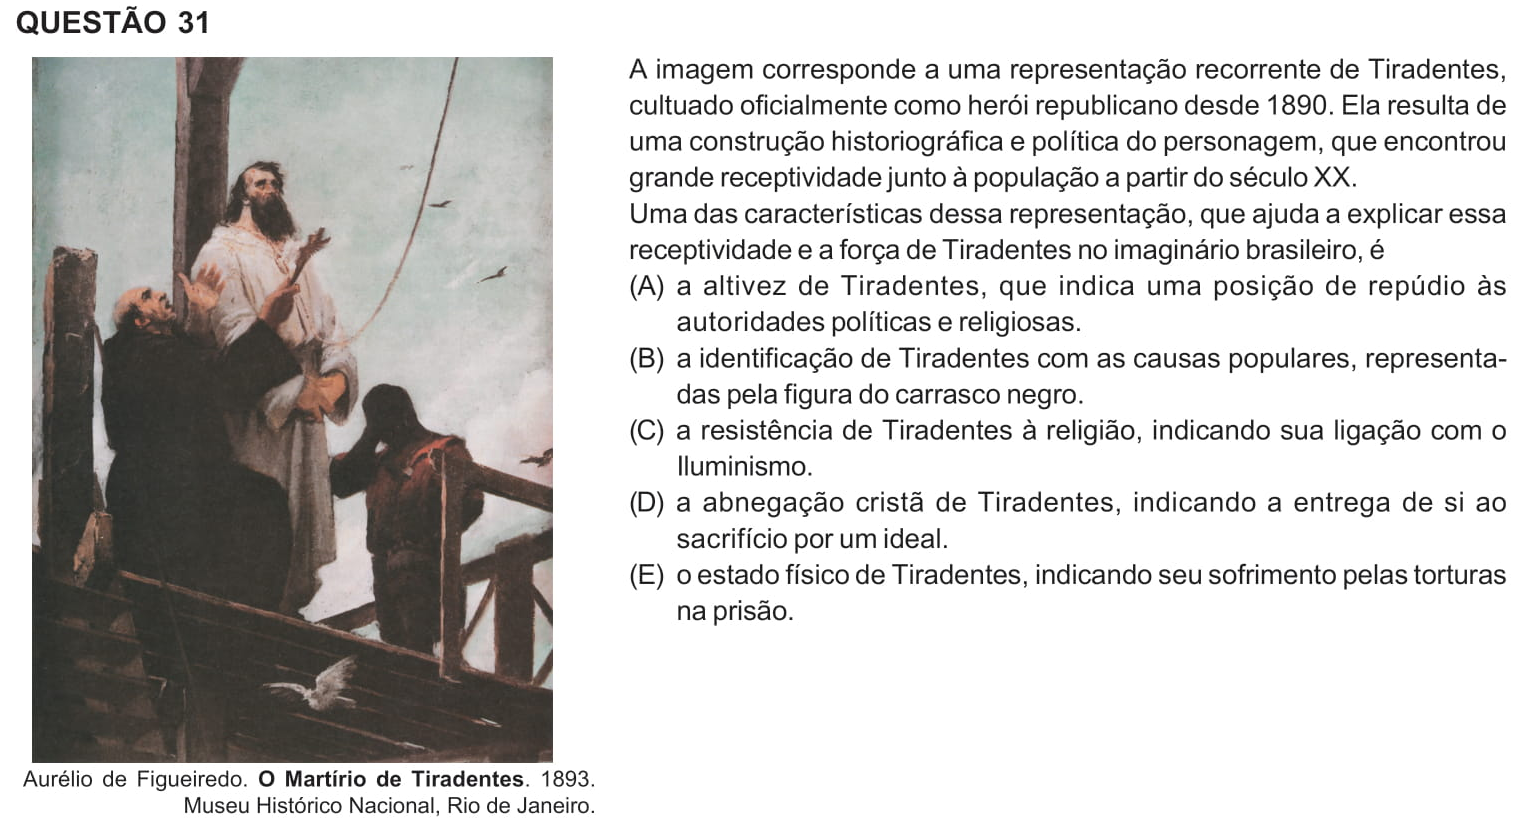 QUESTÃO 31
A imagem corresponde a uma representação recorrente de Tiradentes,
cultuado oficialmente como herói republicano desde 1890. Ela resulta de
uma construção historiográfica e política do personagem, que encontrou
grande receptividade junto à população a partir do século XX.
Uma das características dessa representação, que ajuda a explicar essa
receptividade e a força de Tiradentes no imaginário brasileiro, é
(A) a altivez de Tiradentes, que indica uma posição de repúdio às
autoridades políticas e religiosas.
(B) a identificação de Tiradentes com as causas populares, representa-
das pela figura do carrasco negro.
(C) a resistência de Tiradentes à religião, indicando sua ligação com o
Iluminismo.
(D) a abnegação cristã de Tiradentes, indicando a entrega de si ao
sacrifício por um ideal.
(E) o estado físico de Tiradentes, indicando seu sofrimento pelas torturas
na prisão.
Aurélio de Figueiredo. O Martírio de Tiradentes. 1893.
Museu Histórico Nacional, Rio de Janeiro.